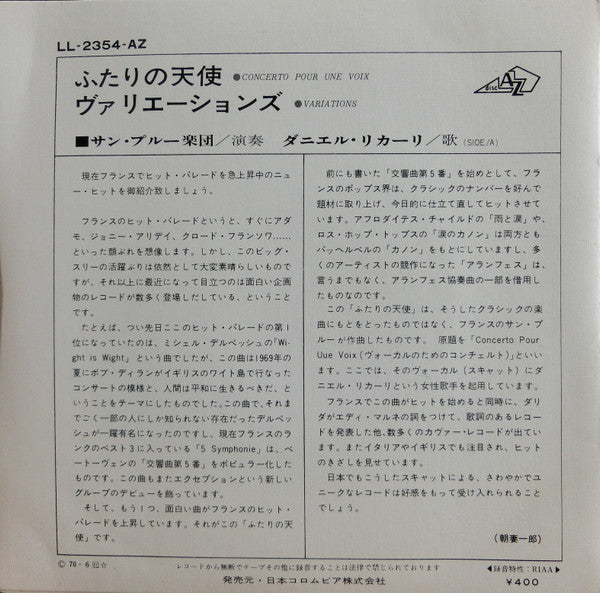 LL-2354-AZ
ふたりの天使 ●CONCERTO POUR UNE VOIX
ヴァリエーションズ ●VARIATIONS
disc AZ
■サン・プルー楽団／演奏 ダニエル・リカーリ／歌 (SIDE/A)
現在フランスでヒット・パレードを急上昇中のニュ
ー・ヒットを御紹介致しましょう。
フランスのヒット・パレードというと、すぐにアダ
モ、ジョニー・アリデイ、クロード・フランソワ……
といった顔ぶれを想像します。しかし、このビッグ・
スリーの活躍ぶりは依然として大変素晴らしいもので
すが、それ以上に最近になって目立つのは面白い企画
物のレコードが数多く登場しだしている、ということ
です。
たとえば、つい先日ここのヒット・パレードの第1
位になっていたのは、ミシェル・デルペッシュの「Wi
ght is Wight」という曲でしたが、この曲は1969年の
夏にボブ・ディランがイギリスのワイト島で行なった
コンサートの模様と、人間は平和に生きるべきだ、と
いうことをテーマにしたものでした。この曲で、それま
でごく一部の人にしか知られない存在だったデルペッ
シュが一躍有名になったのですし、現在フランスのラ
ンクのベスト3に入っている「5 Symphonie」は、ベ
ートーヴェンの「交響曲第5番」をポピュラー化した
ものです。この曲もまたエクセプションという新しい
グループのデビューを飾っています。
そして、もう1つ、面白い曲がフランスのヒット・
パレードを上昇しています。それがこの「ふたりの天
使」です。
前にも書いた「交響曲第5番」を始めとして、フラ
ンスのポップス界は、クラシックのナンバーを好んで
題材に取り上げ、今日的に仕立て直してヒットさせて
います。アフロダイテス・チャイルドの「雨と涙」や、
ロス・ホップ・トップスの「涙のカノン」は両方とも
バッヘルベルの「カノン」をもとにしていますし、多
くのアーティストの競作になった「アランフェス」は、
言うまでもなく、アランフェス協奏曲の一部を借用し
たものなのです。
この「ふたりの天使」は、そうしたクラシックの楽
曲にもとをとったものではなく、フランスのサン・プ
ルーが作曲したものです。 原題を「Concerto Pour
Uue Voix(ヴォーカルのためのコンチェルト)」といい
ます。ここでは、そのヴォーカル(スキャット)にダ
ニエル・リカーリという女性歌手を起用しています。
フランスでこの曲がヒットを始めると同時に、ダリ
ダがエディ・マルネの詞をつけて、歌詞のあるレコー
ドを発表した他、数多くのカヴァー・レコードが出てい
ます。またイタリアやイギリスでも注目され、ヒット
のきざしを見せています。
日本でもこうしたスキャットによる、さわやかでユ
ニークなレコードは好感をもって受け入れられること
でしょう。
(朝妻一郎)
Ⓒ70・6 ☆
レコードから無断でテープその他に録音することは法律で禁じられております
発売元・日本コロムビア株式会社
◀録音特性：RIAA▶
¥400